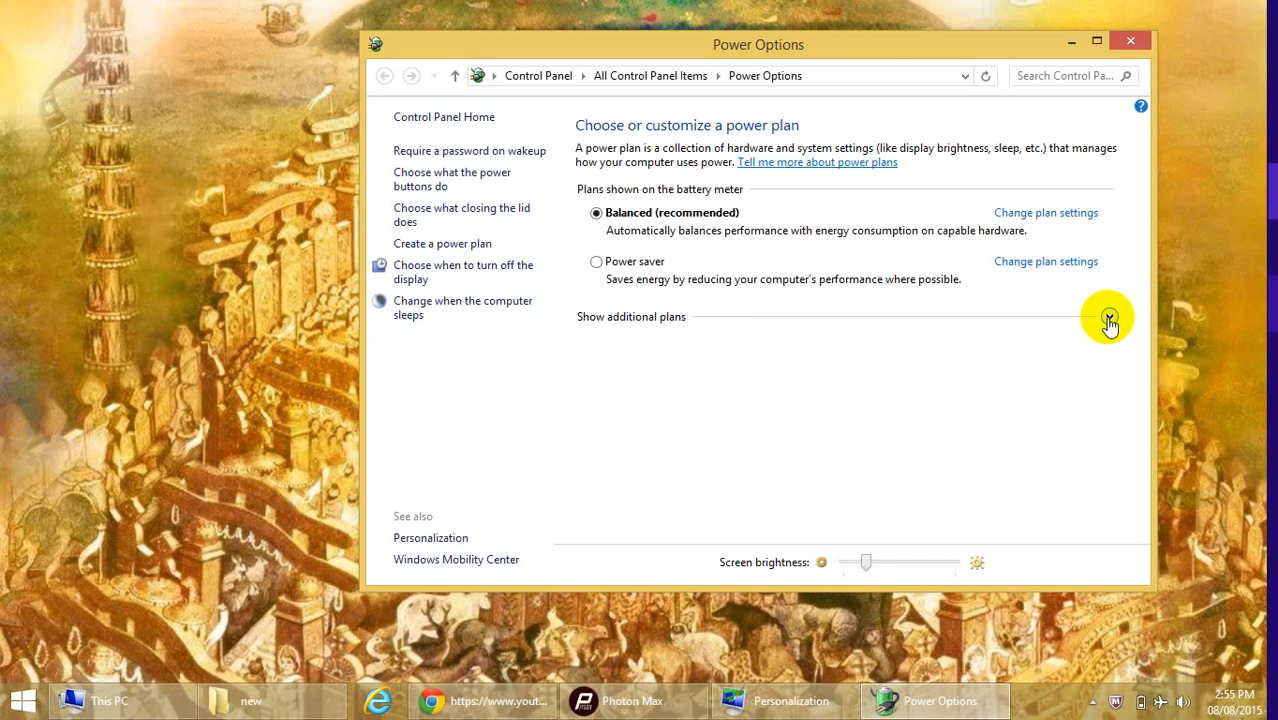 Power Options
Control Panel
All Control Panel Items
Power Options
Search Control Pa...
Control Panel Home
Require a password on wakeup
Choose what the power
buttons do
Choose what closing the lid
does
Create a power plan
Choose when to turn off the
display
Change when the computer
sleeps
See also
Personalization
Windows Mobility Center
Choose or customize a power plan
A power plan is a collection of hardware and system settings (like display brightness, sleep, etc.) that manages
how your computer uses power. Tell me more about power plans
Plans shown on the battery meter
Balanced (recommended) Change plan settings
Automatically balances performance with energy consumption on capable hardware.
Power saver Change plan settings
Saves energy by reducing your computer's performance where possible.
Show additional plans
Screen brightness:
This PC
new
https://www.yout...
Pmax
Photon Max
Personalization
Power Options
2:55 PM
08/08/2015